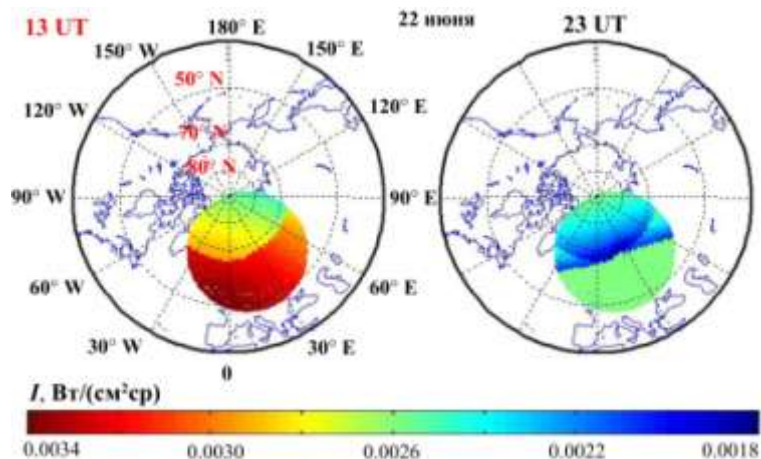 13 UT
180° E
22 июня
23 UT
150° W
150° E
50° N
120° W
120° E
70° N
80° N
90° W
90° E
60° W
60° E
30° W
30° E
0
I, Вт/(см²ср)
0.0034
0.0030
0.0026
0.0022
0.0018